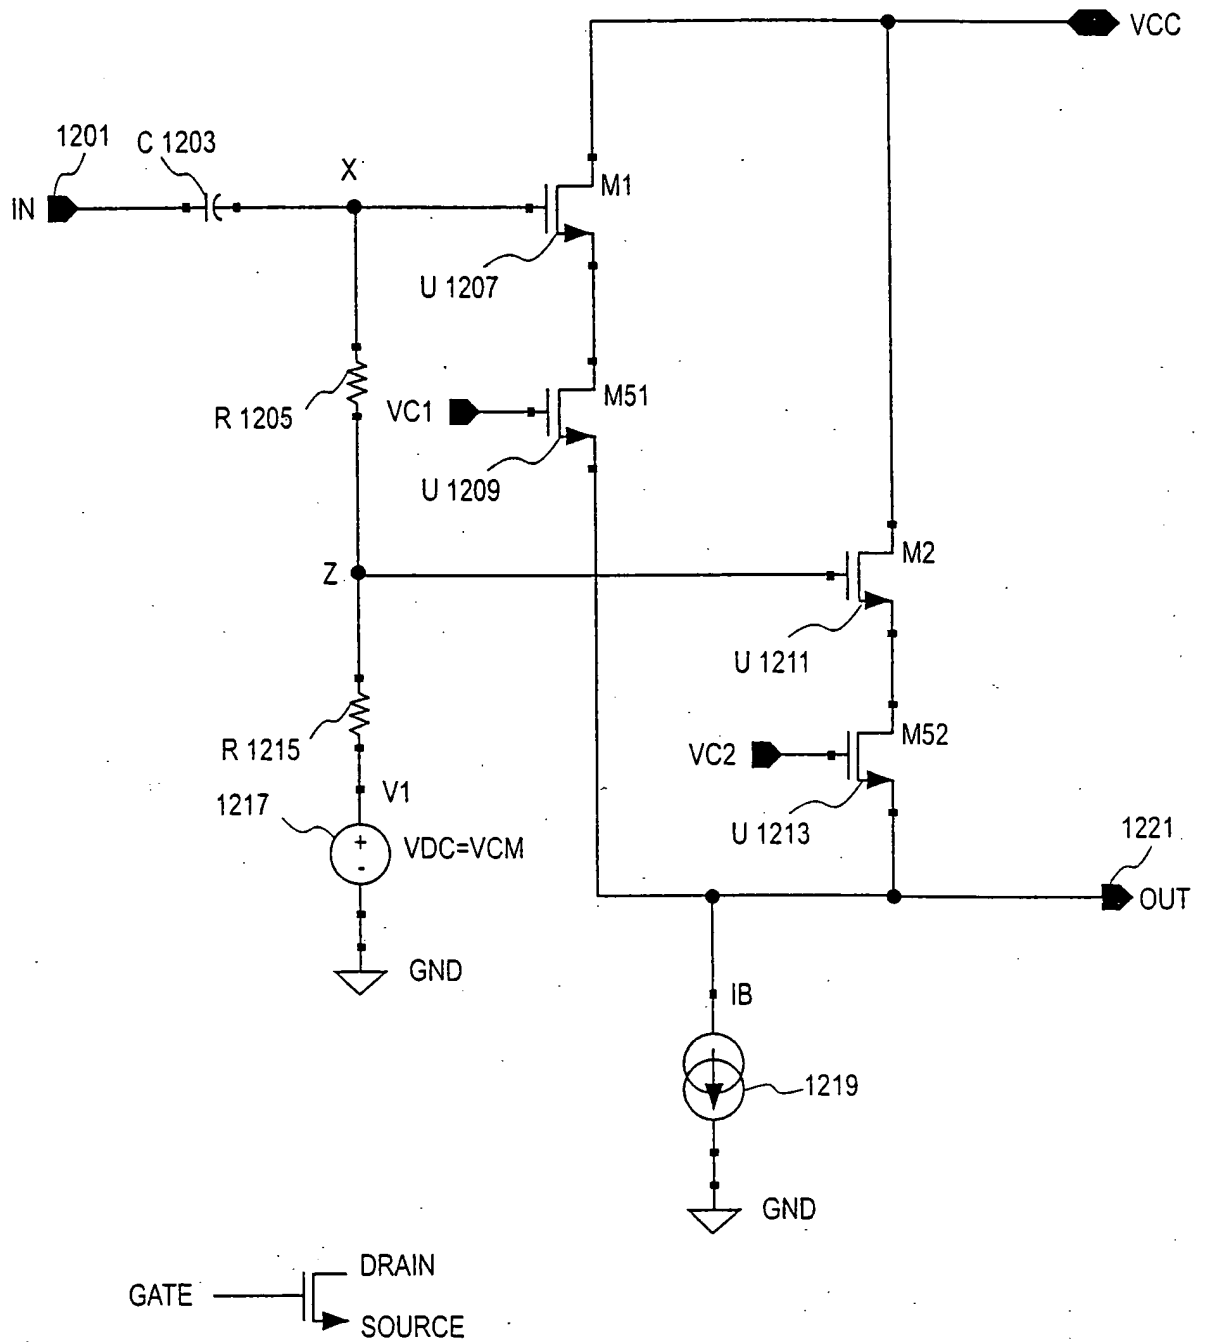 VCC
1201
C 1203
X
IN
M1
U 1207
R 1205
VC1
M51
U 1209
Z
M2
U 1211
R 1215
VC2
M52
U 1213
V1
1217
+
-
VDC=VCM
1221
OUT
GND
IB
1219
GND
GATE
DRAIN
SOURCE